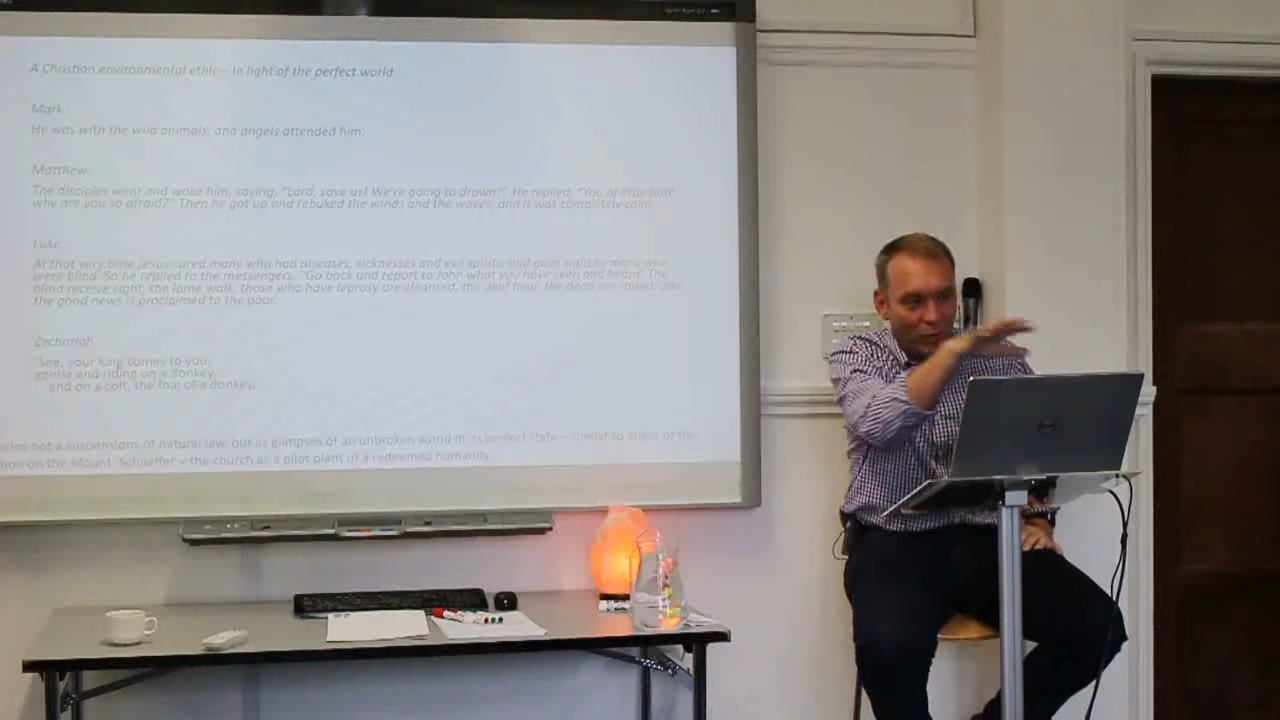 A Christian environmental ethic – in light of the perfect world
Mark
He was with the wild animals, and angels attended him.
Matthew
The disciples went and woke him, saying, "Lord, save us! We're going to drown!" He replied, "You of little faith
why are you so afraid?" Then he got up and rebuked the winds and the waves, and it was completely calm.
Luke
At that very time Jesus cured many who had diseases, sicknesses and evil spirits, and gave sight to many who
were blind. So he replied to the messengers, "Go back and report to John what you have seen and heard: The
blind receive sight, the lame walk, those who have leprosy are cleansed, the deaf hear, the dead are raised, and
the good news is proclaimed to the poor.
Zechariah
'See, your king comes to you,
gentle and riding on a donkey,
and on a colt, the foal of a donkey.
not a suspensions of natural law, but as glimpses of an unbroken world in its perfect state – similar to ethics of the
on the Mount. Schaeffer – the church as a pilot plant of a redeemed humanity
DELL